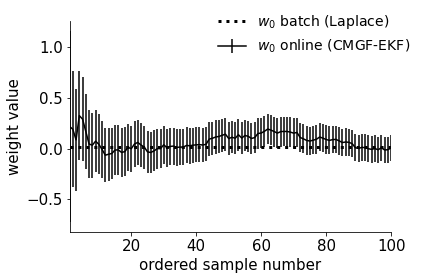 w₀ batch (Laplace)
w₀ online (CMGF-EKF)
weight value
1.0
0.5
0.0
−0.5
20 40 60 80 100
ordered sample number